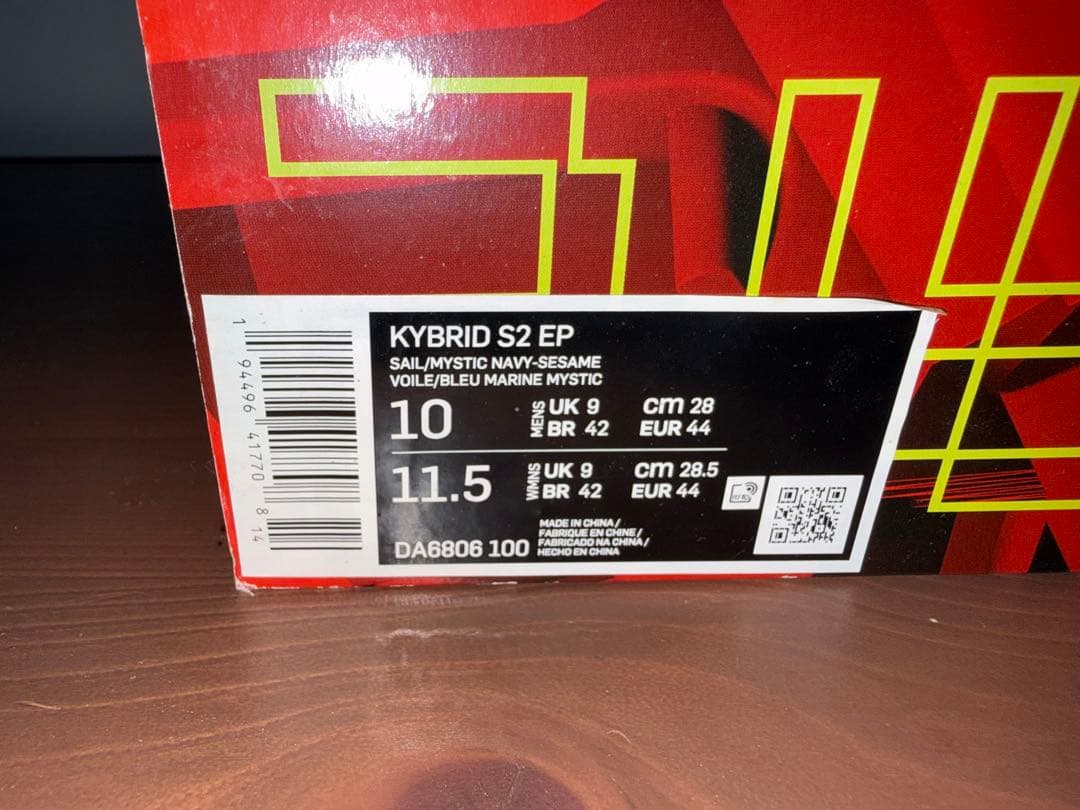 KYBRID S2 EP
SAIL/MYSTIC NAVY-SESAME
VOILE/BLEU MARINE MYSTIC
10 MENS UK 9 cm 28
BR 42 EUR 44
11.5 WMNS UK 9 cm 28.5
BR 42 EUR 44
DA6806 100
MADE IN CHINA /
FABRIQUE EN CHINE /
FABRICADO NA CHINA /
HECHO EN CHINA
RFID
1 94496 41770 8 14